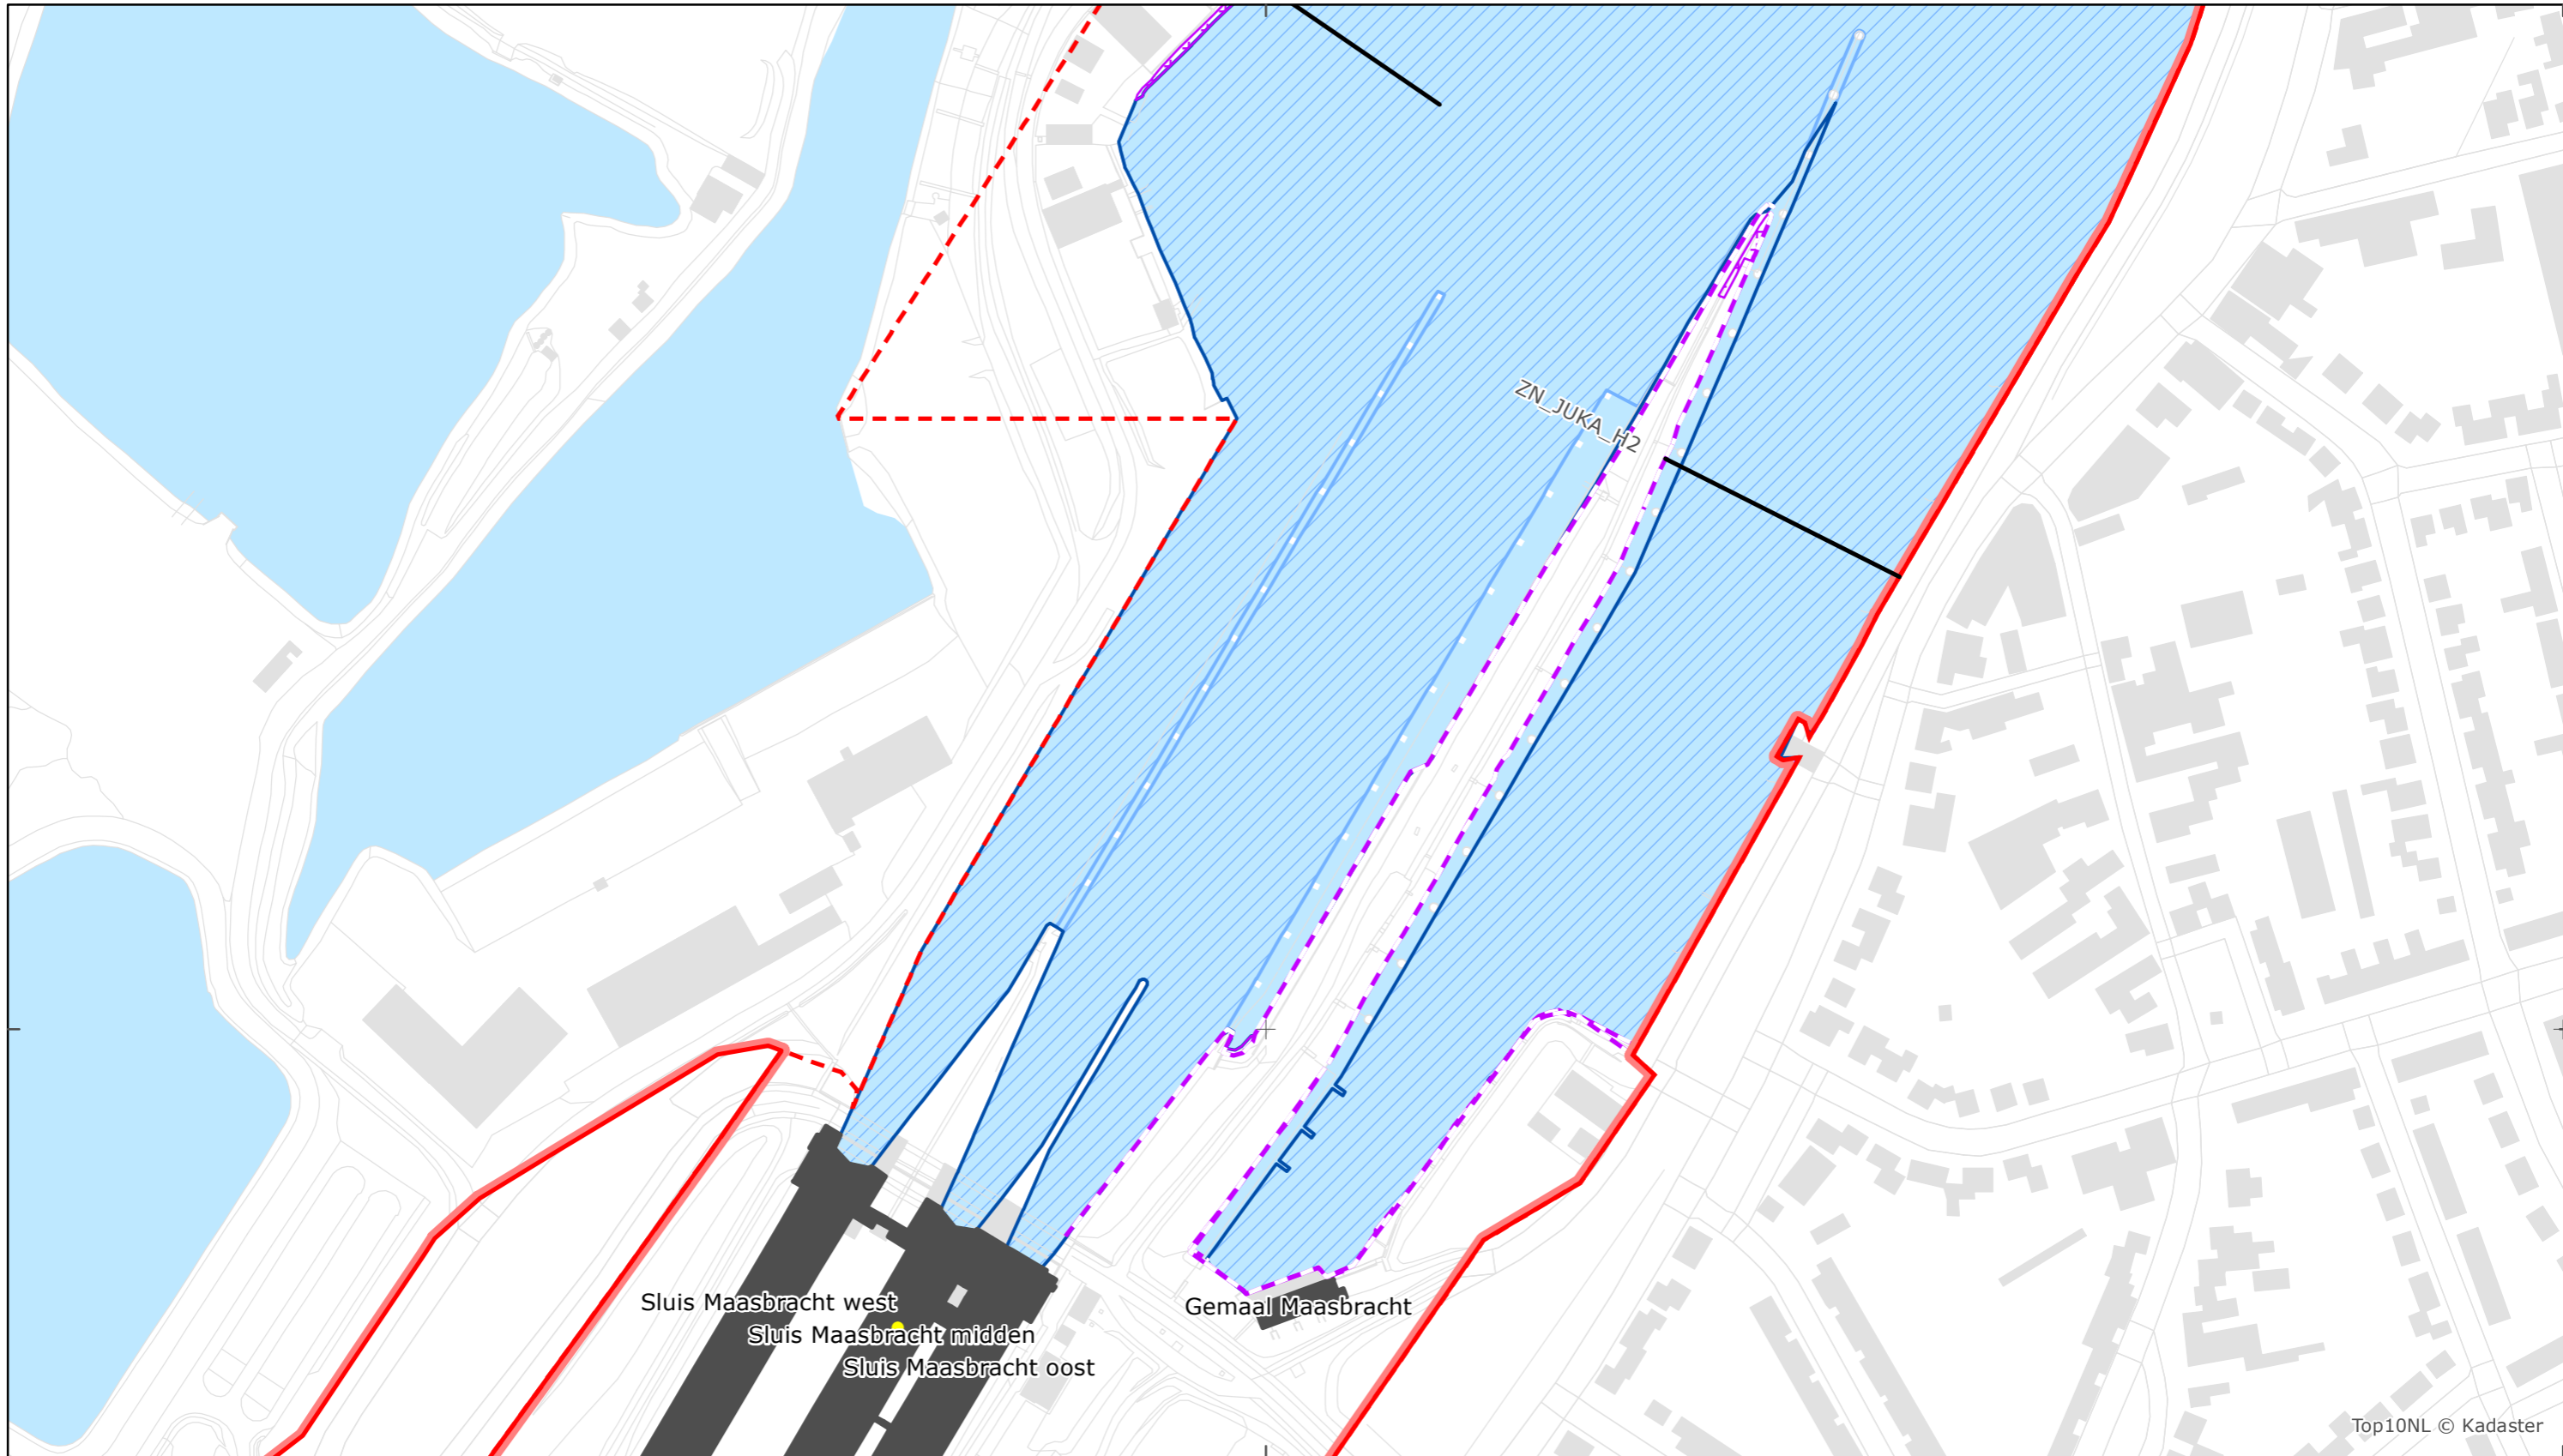 ZN_JUKA_H2
Sluis Maasbracht west
Gemaal Maasbracht
Sluis Maasbracht midden
Sluis Maasbracht oost
Top10NL © Kadaster